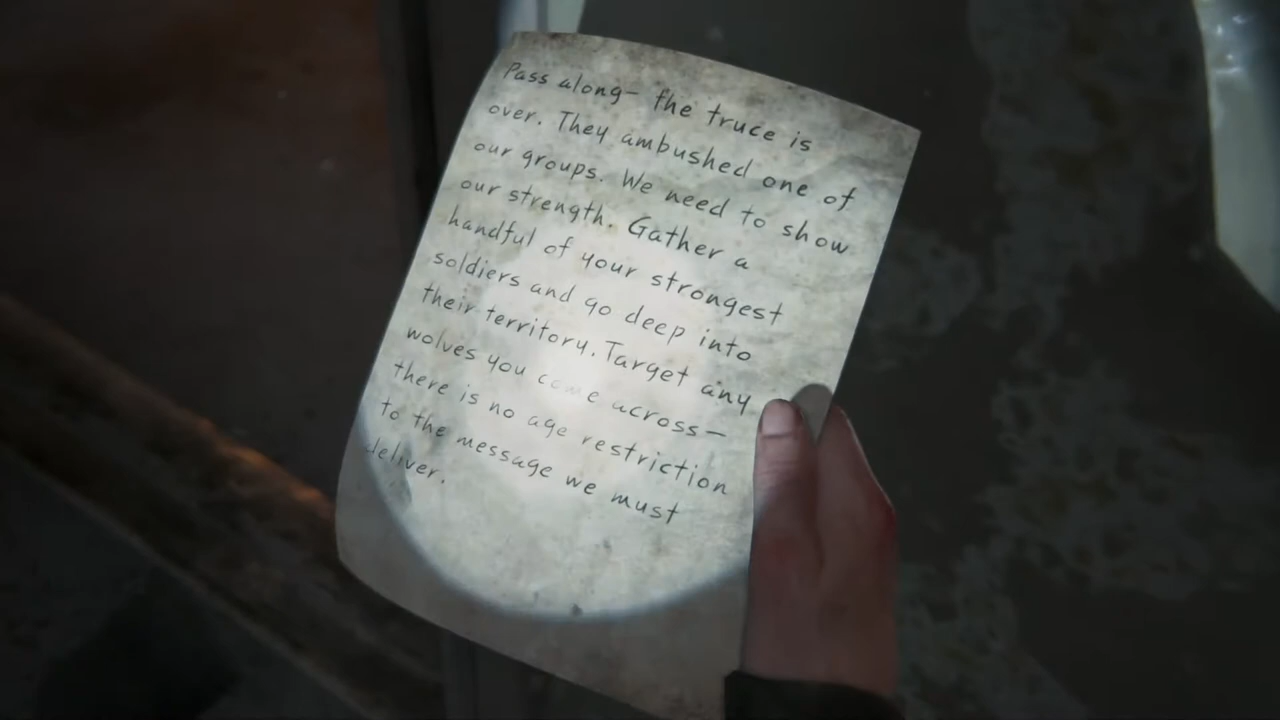 Pass along– the truce is
over. They ambushed one of
our groups. We need to show
our strength. Gather a
handful of your strongest
soldiers and go deep into
their territory. Target any
wolves you come across–
there is no age restriction
to the message we must
deliver.